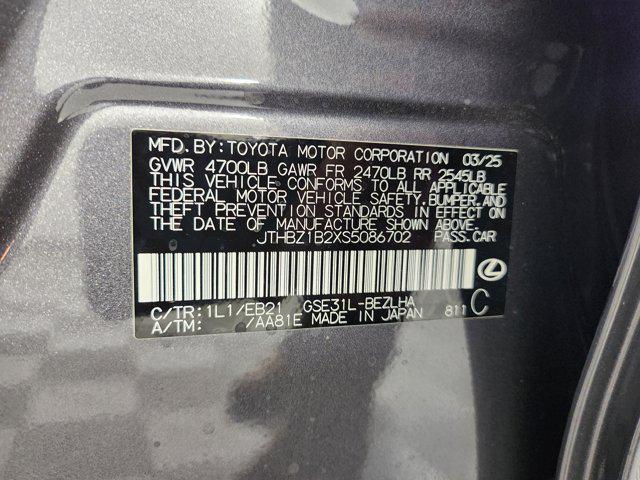 MFD. BY: TOYOTA MOTOR CORPORATION 03/25
GVWR 4700LB GAWR FR 2470LB RR 2545LB
THIS VEHICLE CONFORMS TO ALL APPLICABLE
FEDERAL MOTOR VEHICLE SAFETY, BUMPER, AND
THEFT PREVENTION STANDARDS IN EFFECT ON
THE DATE OF MANUFACTURE SHOWN ABOVE.
JTHBZ1B2XS5086702 PASS.CAR
C/TR: 1L1/EB21 GSE31L-BEZLHA C
A/TM: /AA81E MADE IN JAPAN 811